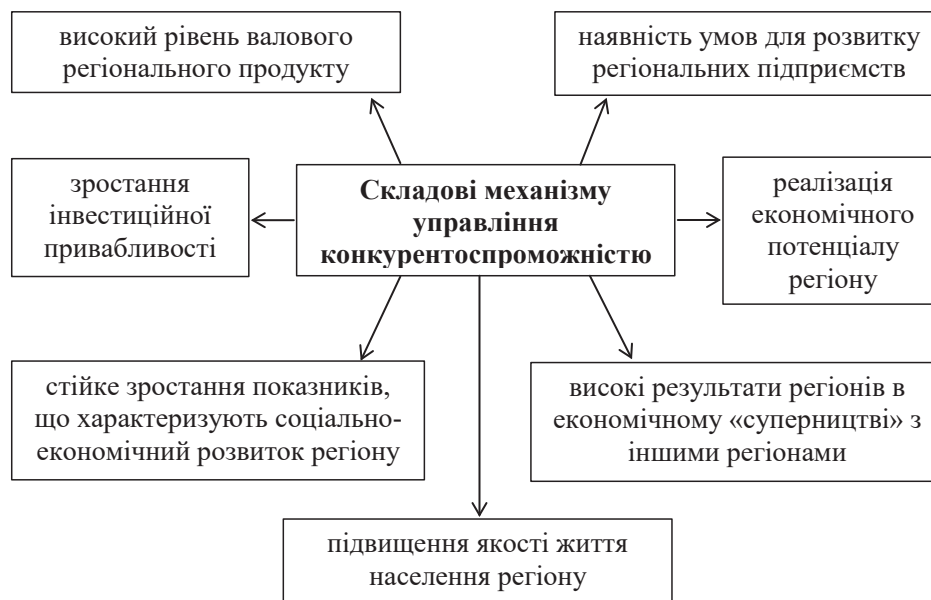 високий рівень валового
регіонального продукту
наявність умов для розвитку
регіональних підприємств
зростання
інвестиційної
привабливості
Складові механізму
управління
конкурентоспроможністю
реалізація
економічного
потенціалу
регіону
стійке зростання показників,
що характеризують соціально-
економічний розвиток регіону
високі результати регіонів в
економічному «суперництві» з
іншими регіонами
підвищення якості життя
населення регіону